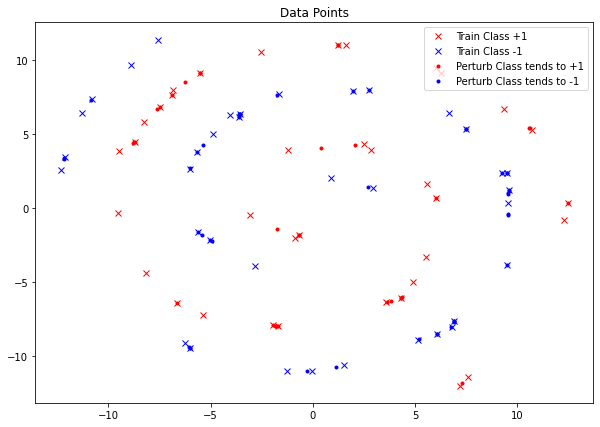 Data Points
Train Class +1
Train Class -1
Perturb Class tends to +1
Perturb Class tends to -1
10
5
0
−5
−10
−10
−5
0
5
10